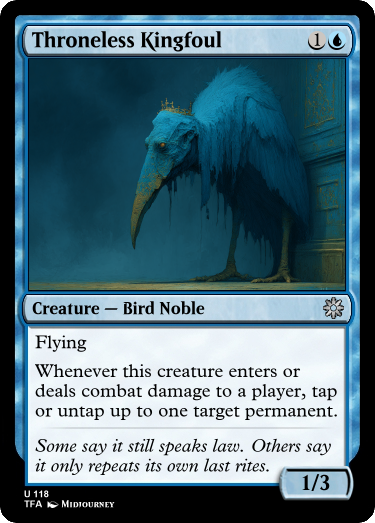 Throneless Kingfoul 1
Creature — Bird Noble
Flying
Whenever this creature enters or
deals combat damage to a player, tap
or untap up to one target permanent.
Some say it still speaks law. Others say
it only repeats its own last rites.
1/3
U 118
TFA Midjourney